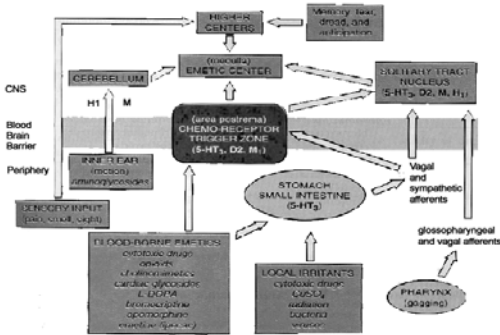 HIGHER
CENTERS
Memory, fear,
dread, and
anticipation
CEREBELLUM
(medulla)
EMETIC CENTER
SOLITARY TRACT
NUCLEUS
(5-HT3, D2, M, H1)
CNS
H1
M
(area postrema)
CHEMO-RECEPTOR
TRIGGER ZONE
(5-HT3, D2, M1)
Blood
Brain
Barrier
Periphery
INNER EAR
(motion)
aminoglycosides
STOMACH
SMALL INTESTINE
(5-HT3)
Vagal
and
sympathetic
afferents
SENSORY INPUT
(pain, smell, sight)
glossopharyngeal
and vagal afferents
BLOOD-BORNE EMETICS
cytotoxic drugs
opioids
cholinomimetics
cardiac glycosides
L-DOPA
bromocriptine
apomorphine
emetine (ipecac)
LOCAL IRRITANTS
cytotoxic drugs
CuSO4
radiation
bacteria
viruses
PHARYNX
(gagging)